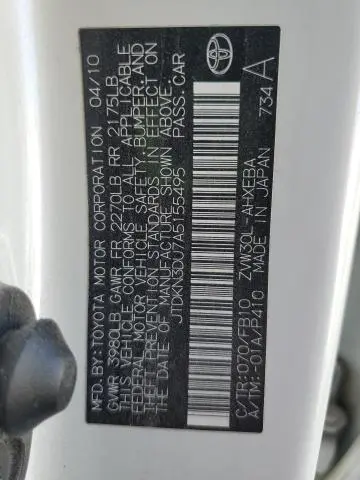 MFD. BY: TOYOTA MOTOR CORPORATION 04/10
GVWR 3980LB GAWR FR 2270LB RR 2175LB
THIS VEHICLE CONFORMS TO ALL APPLICABLE
FEDERAL MOTOR VEHICLE SAFETY, BUMPER, AND
THEFT PREVENTION STANDARDS IN EFFECT ON
THE DATE OF MANUFACTURE SHOWN ABOVE.
JTDKN3DU7A5155495 PASS. CAR
TOYOTA
C/TR: 070/FB10 ZVW30L-AHXEBA
A/TM: -01A/P410 MADE IN JAPAN 734 A